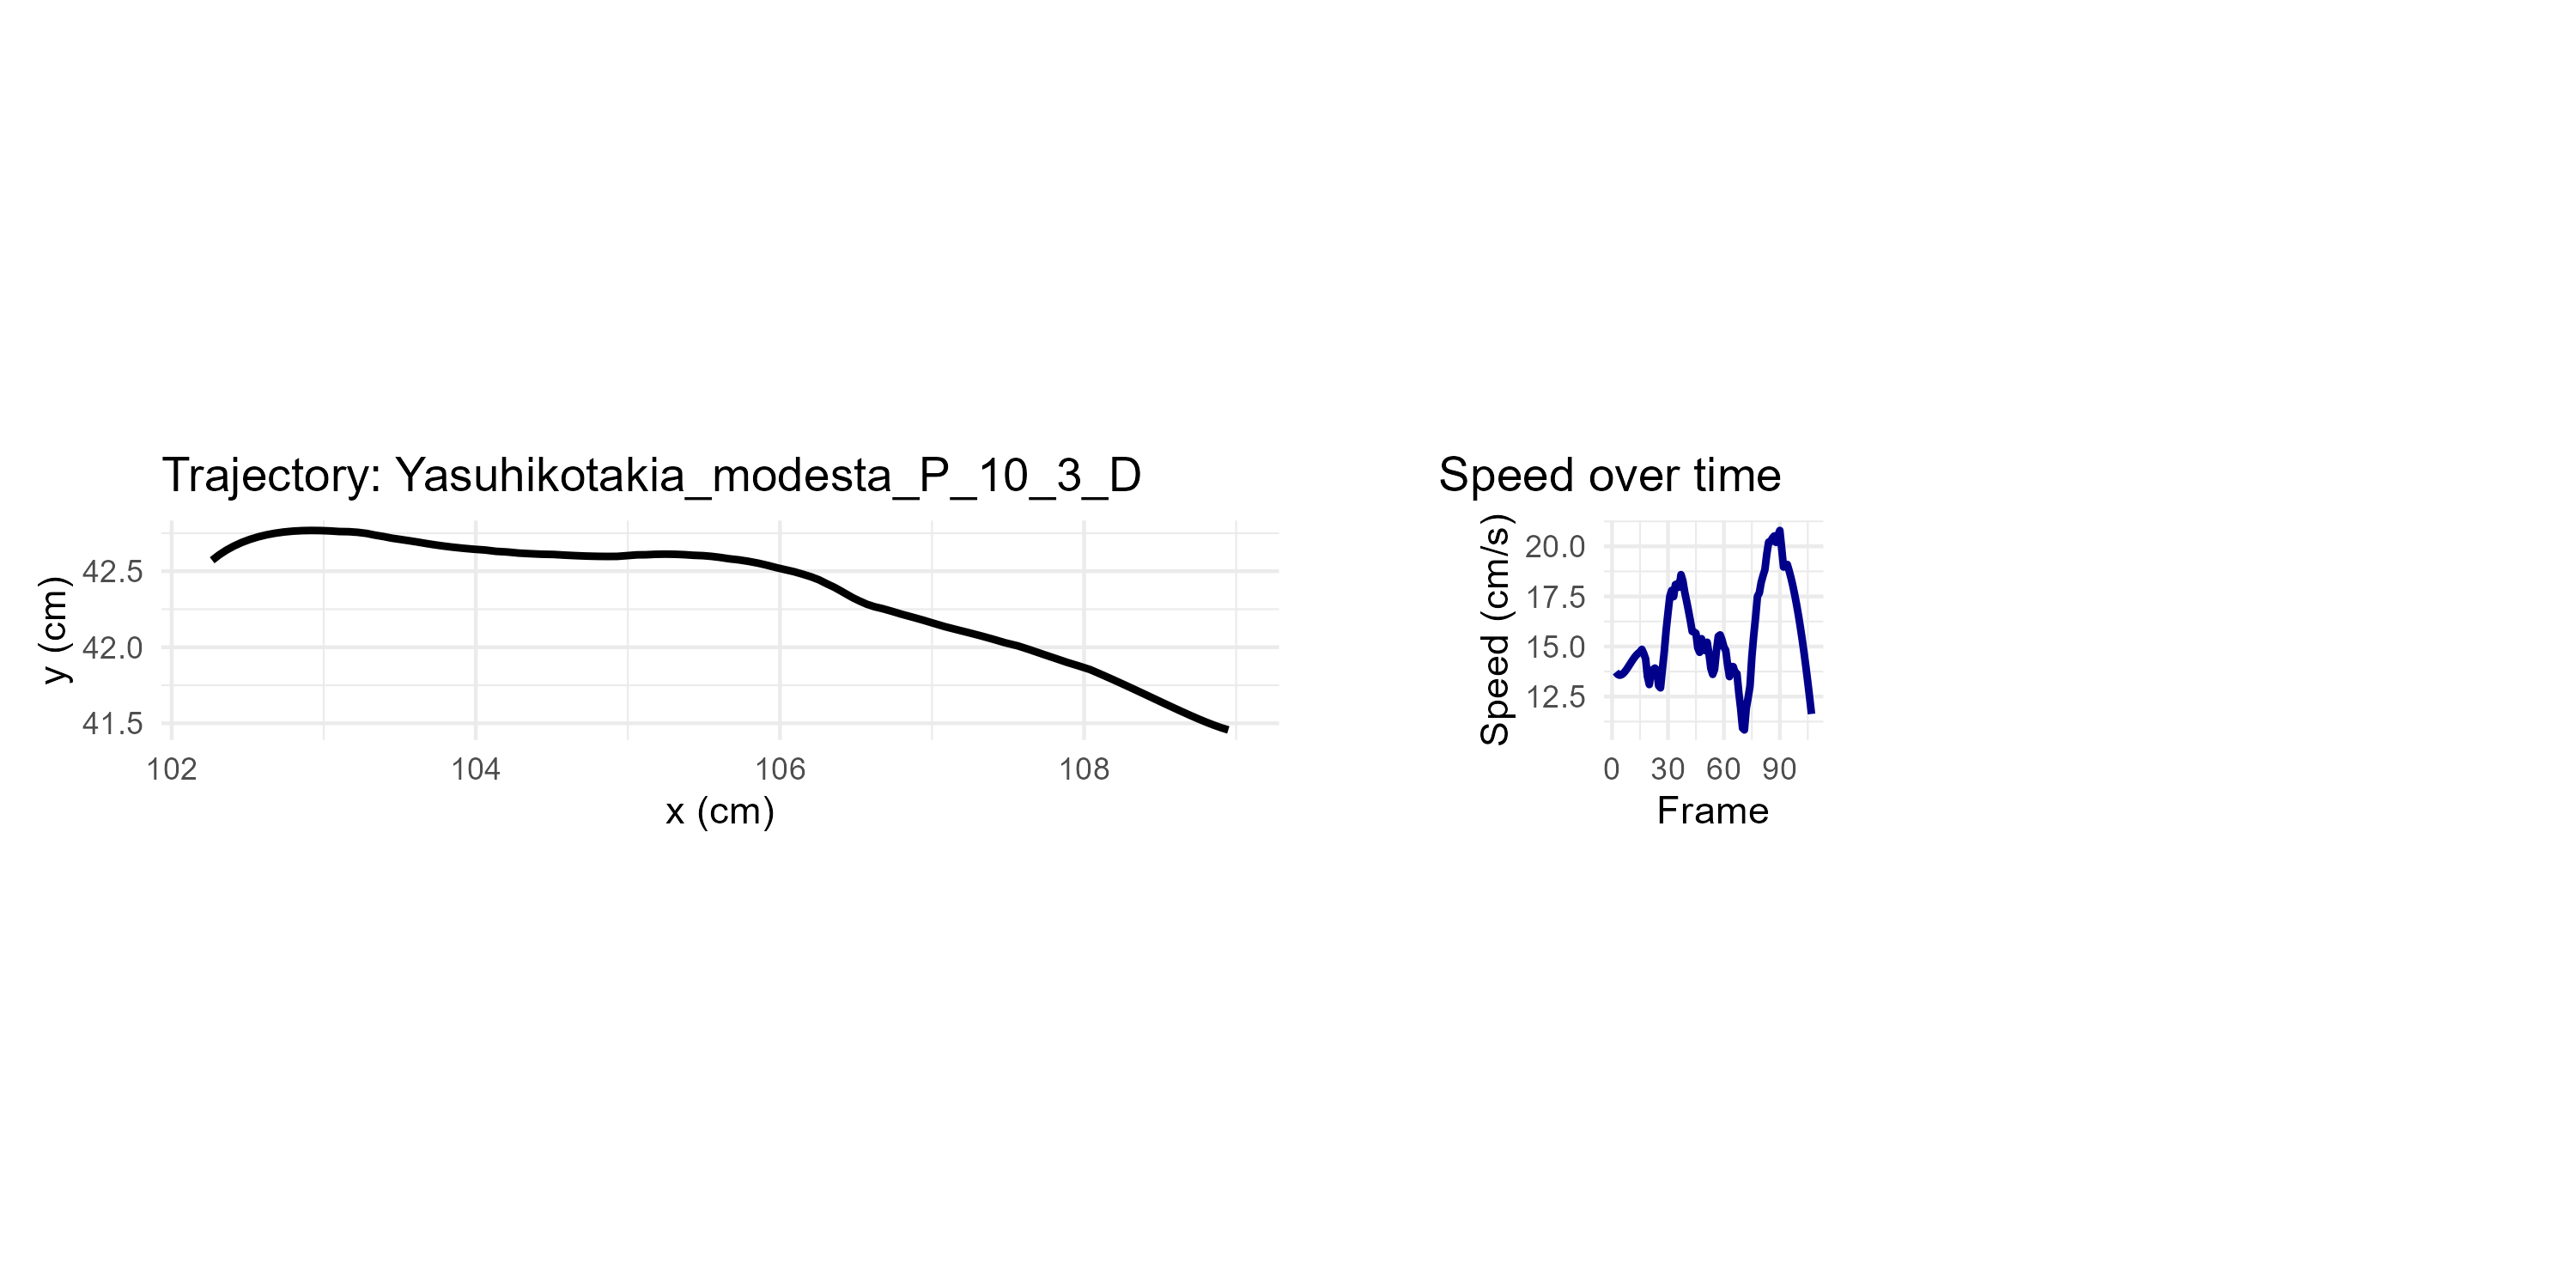 Trajectory: Yasuhikotakia_modesta_P_10_3_D
y (cm)
42.5
42.0
41.5
102 104 106 108
x (cm)
Speed over time
Speed (cm/s)
20.0
17.5
15.0
12.5
0 30 60 90
Frame